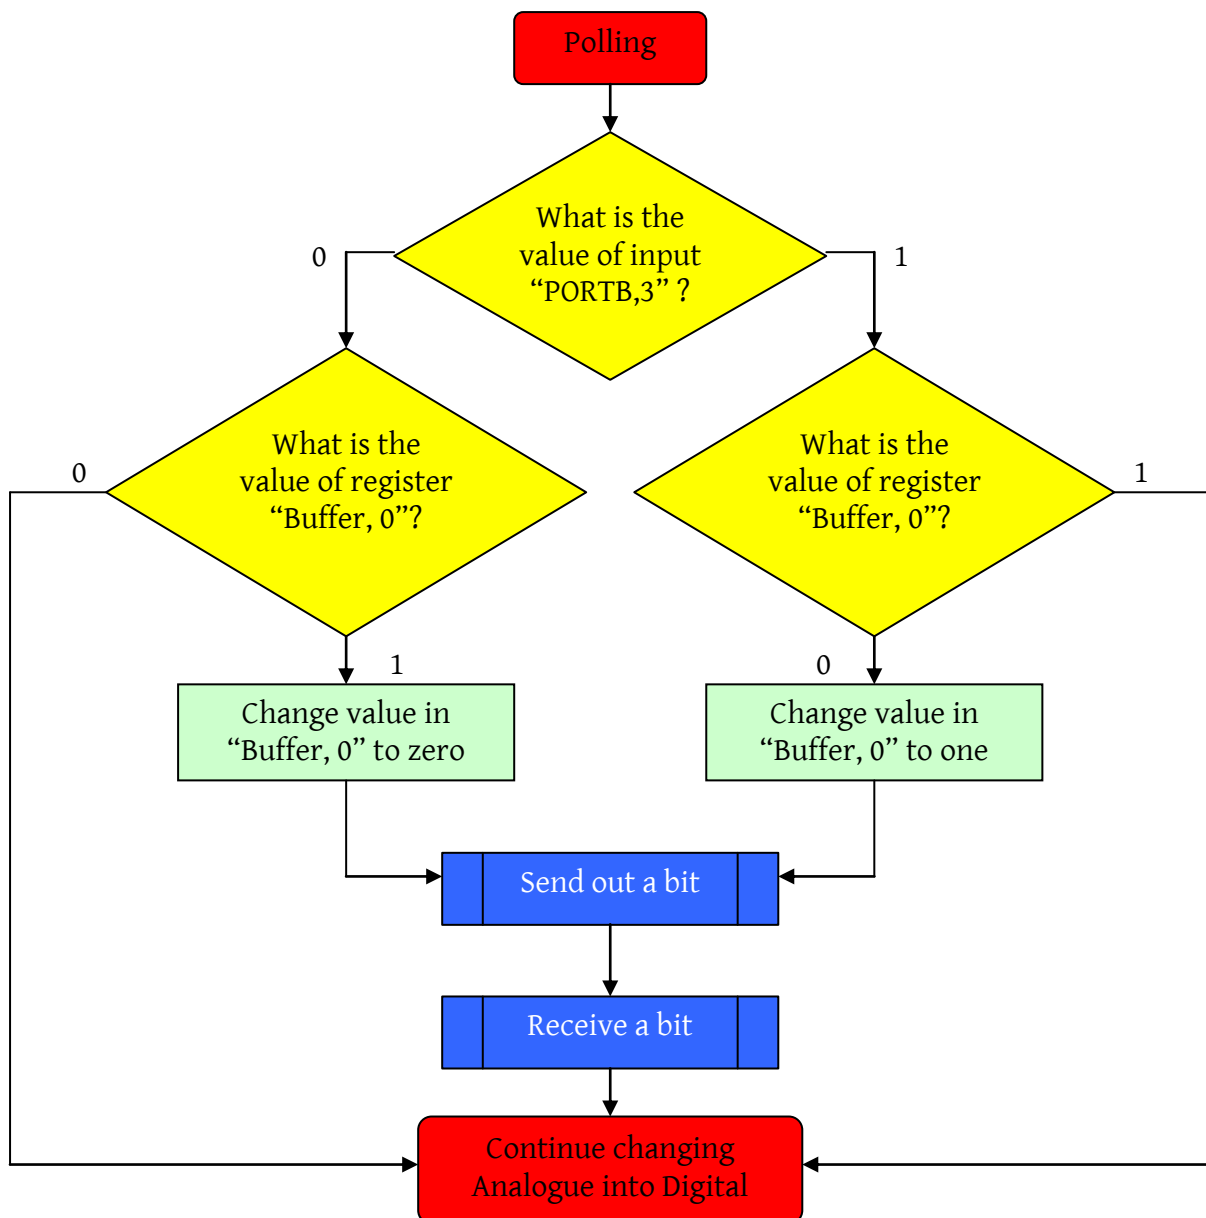 Polling
What is the
value of input
“PORTB,3” ?
0
1
What is the
value of register
“Buffer, 0”?
0
What is the
value of register
“Buffer, 0”?
1
1
0
Change value in
“Buffer, 0” to zero
Change value in
“Buffer, 0” to one
Send out a bit
Receive a bit
Continue changing
Analogue into Digital